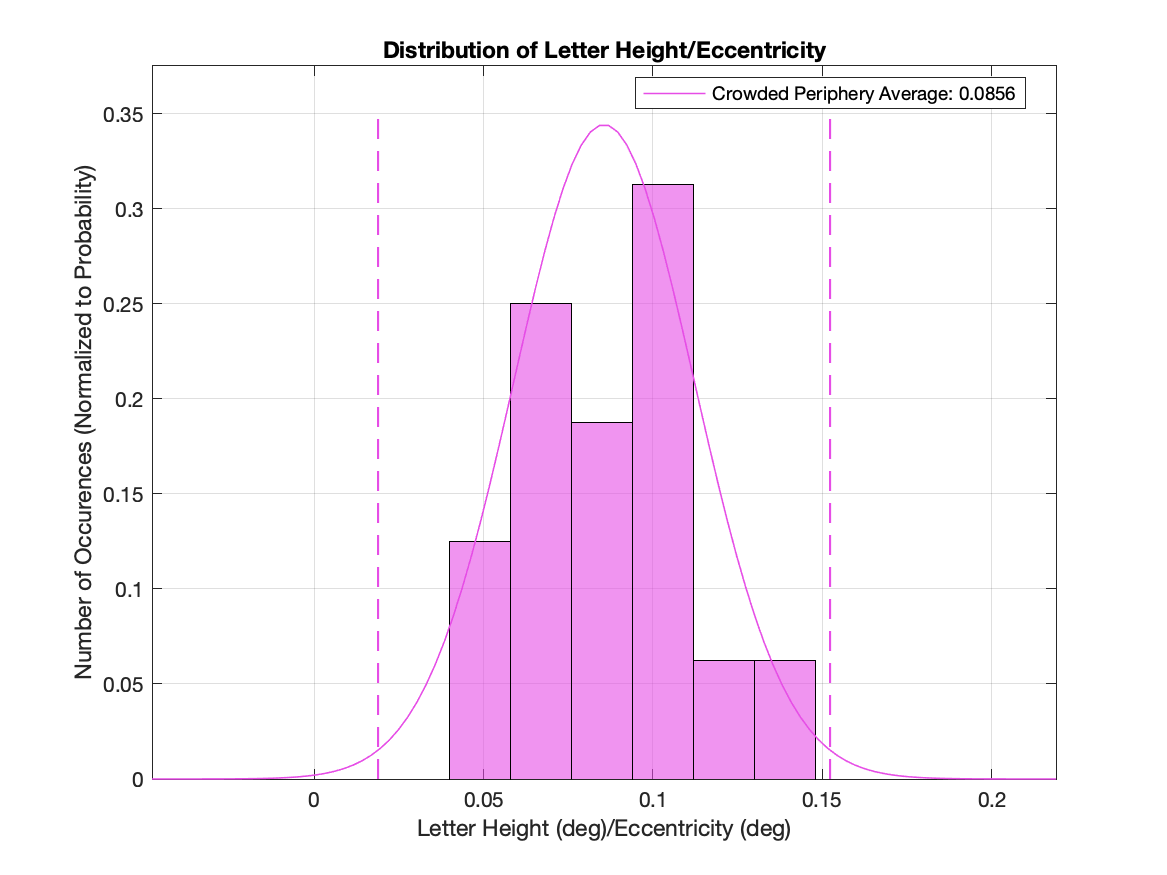 Distribution of Letter Height/Eccentricity
Crowded Periphery Average: 0.0856
Number of Occurences (Normalized to Probability)
0.35
0.3
0.25
0.2
0.15
0.1
0.05
0
0 0.05 0.1 0.15 0.2
Letter Height (deg)/Eccentricity (deg)